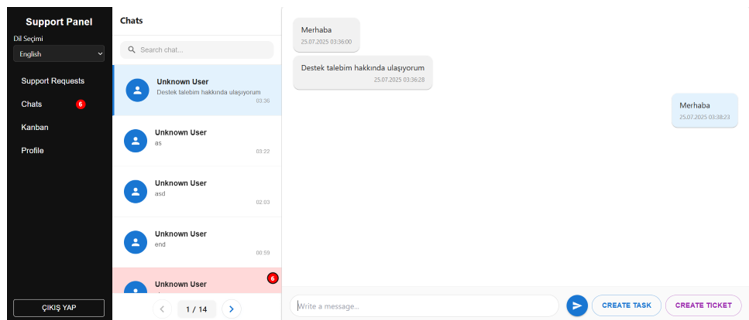 Support Panel
Dil Seçimi
English
Support Requests
Chats
6
Kanban
Profile
ÇIKIŞ YAP
Chats
Search chat...
Unknown User
Destek talebim hakkında ulaşıyorum
03:36
Unknown User
as
03:22
Unknown User
asd
02:03
Unknown User
end
00:59
6
Unknown User
1 / 14
Merhaba
25.07.2025 03:36:00
Destek talebim hakkında ulaşıyorum
25.07.2025 03:36:28
Merhaba
25.07.2025 03:38:23
Write a message...
CREATE TASK
CREATE TICKET